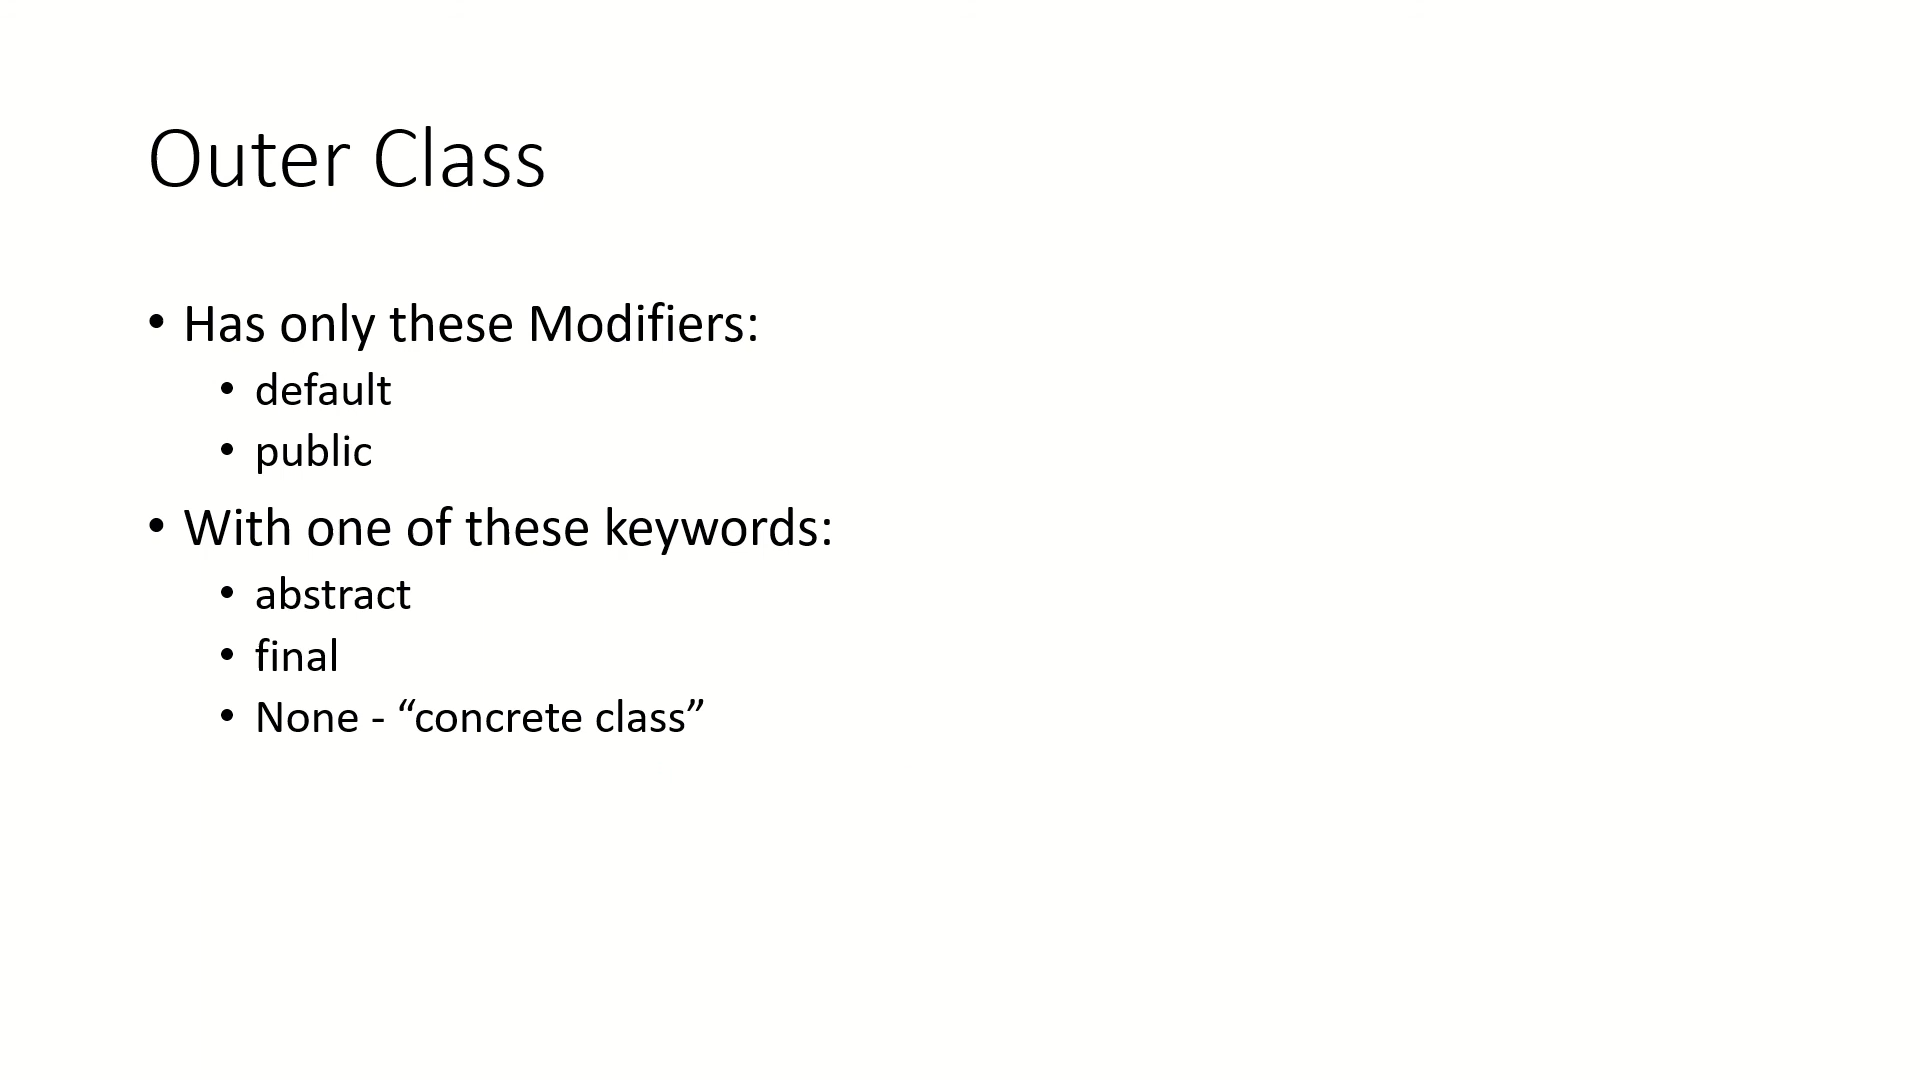 Outer Class
• Has only these Modifiers:
• default
• public
• With one of these keywords:
• abstract
• final
• None - “concrete class”